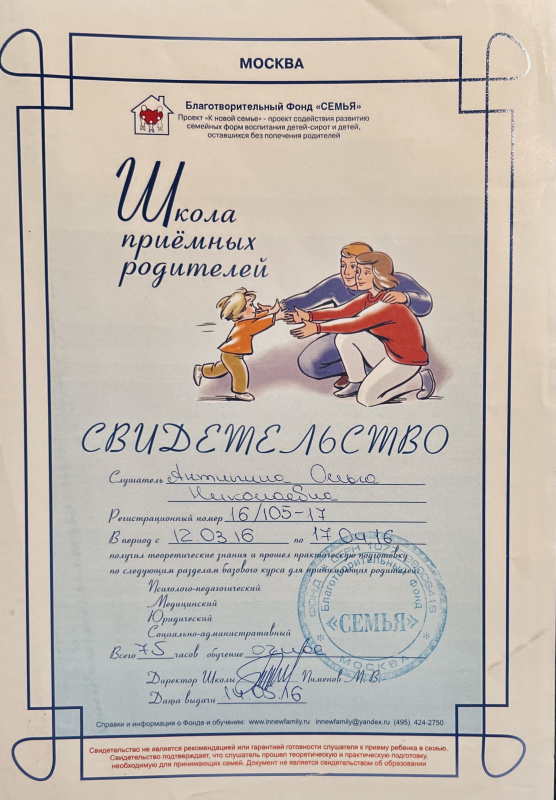 МОСКВА
Благотворительный Фонд «СЕМЬЯ»
Проект «К новой семье» - проект содействия развитию
семейных форм воспитания детей-сирот и детей,
оставшихся без попечения родителей
Школа
приёмных
родителей
СВИДЕТЕЛЬСТВО
Слушатель Антипина Ольга
Николаевна
Регистрационный номер 16/105-17
В период с 12.03.16 по 17.04.16
получил теоретические знания и прошел практическую подготовку
по следующим разделам базового курса для принимающих родителей:
Психолого-педагогический
Медицинский
Юридический
Социально-административный
Благотворительный Фонд
«СЕМЬЯ»
* МОСКВА *
Всего 75 часов обучение очное
Директор Школы Пименов М. В.
Дата выдачи 14.05.16
Справки и информация о Фонде и обучении: www.innewfamily.ru innewfamily@yandex.ru (495) 424-2750
Свидетельство не является рекомендацией или гарантией готовности слушателя к приему ребенка в семью.
Свидетельство подтверждает, что слушатель прошел теоретическую и практическую подготовку,
необходимую для принимающих семей. Документ не является свидетельством об образовании